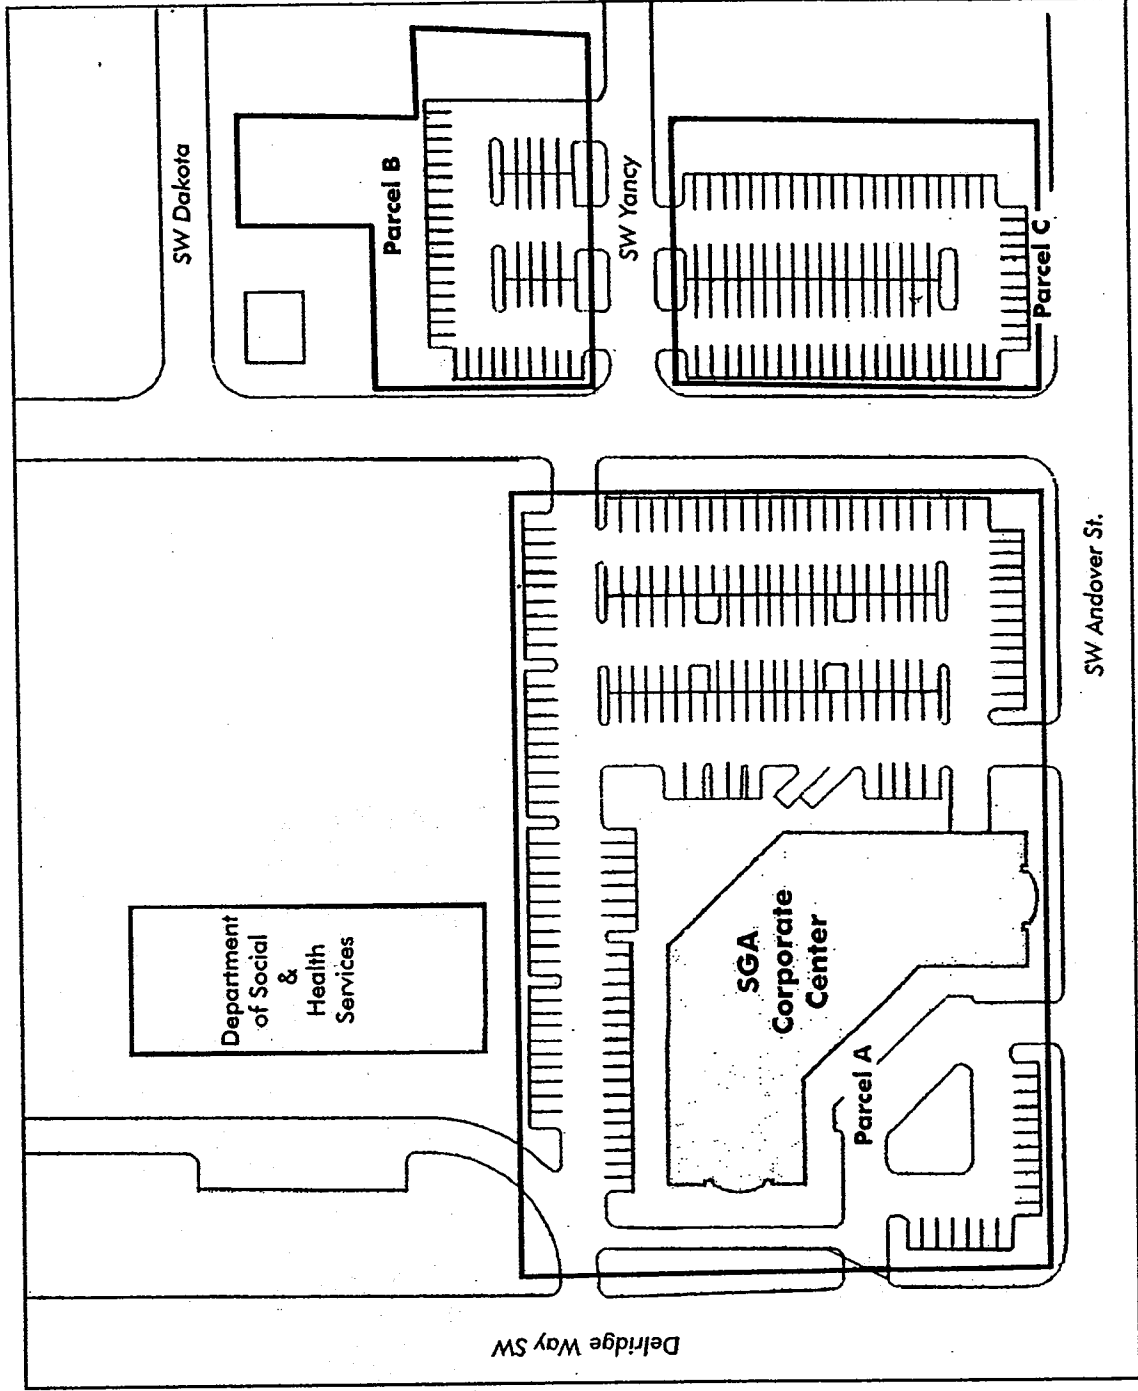 SW Dakota
Parcel B
SW Yancy
Parcel C
SW Andover St.
Department
of Social
&
Health
Services
SGA
Corporate
Center
Parcel A
Delridge Way SW